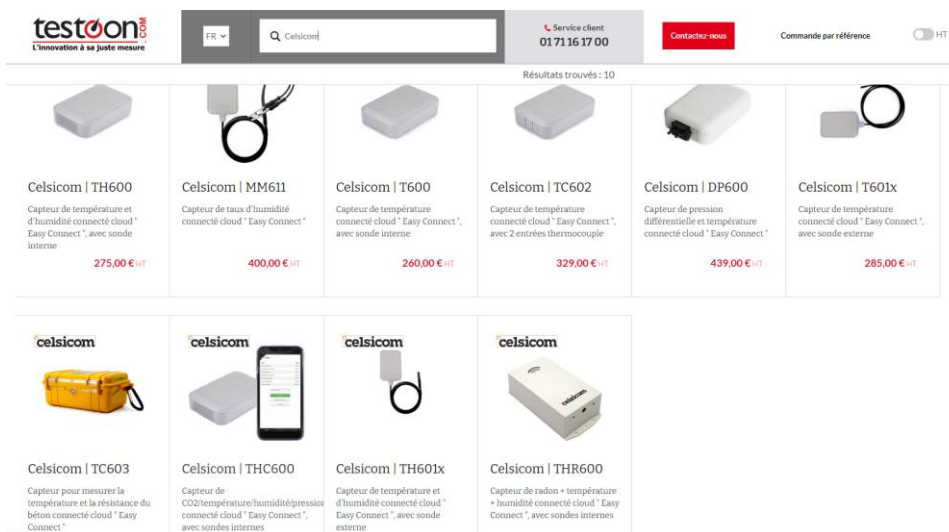 testoon.COM
L'innovation à sa juste mesure
FR
Celsicom
Service client
01 71 16 17 00
Contactez-nous
Commande par référence
HT
Résultats trouvés : 10
Celsicom | TH600
Capteur de température et
d'humidité connecté cloud " 
Easy Connect ", avec sonde
interne
275,00 € HT
Celsicom | MM611
Capteur de taux d'humidité
connecté cloud " Easy Connect "
400,00 € HT
Celsicom | T600
Capteur de température
connecté cloud " Easy Connect ",
avec sonde interne
260,00 € HT
Celsicom | TC602
Capteur de température
connecté cloud " Easy Connect ",
avec 2 entrées thermocouple
329,00 € HT
Celsicom | DP600
Capteur de pression
différentielle et température
connecté cloud " Easy Connect "
439,00 € HT
Celsicom | T601x
Capteur de température
connecté cloud " Easy Connect ",
avec sonde externe
285,00 € HT
celsicom
Celsicom | TC603
Capteur pour mesurer la
température et la résistance du
béton connecté cloud " Easy
Connect "
celsicom
Celsicom | THC600
Capteur de
CO2/température/humidité/pression
connecté cloud " Easy Connect ",
avec sondes internes
celsicom
Celsicom | TH601x
Capteur de température et
d'humidité connecté cloud "
Easy Connect ", avec sonde
externe
celsicom
celsicom
Celsicom | THR600
Capteur de radon + température
+ humidité connecté cloud " Easy
Connect ", avec sondes internes